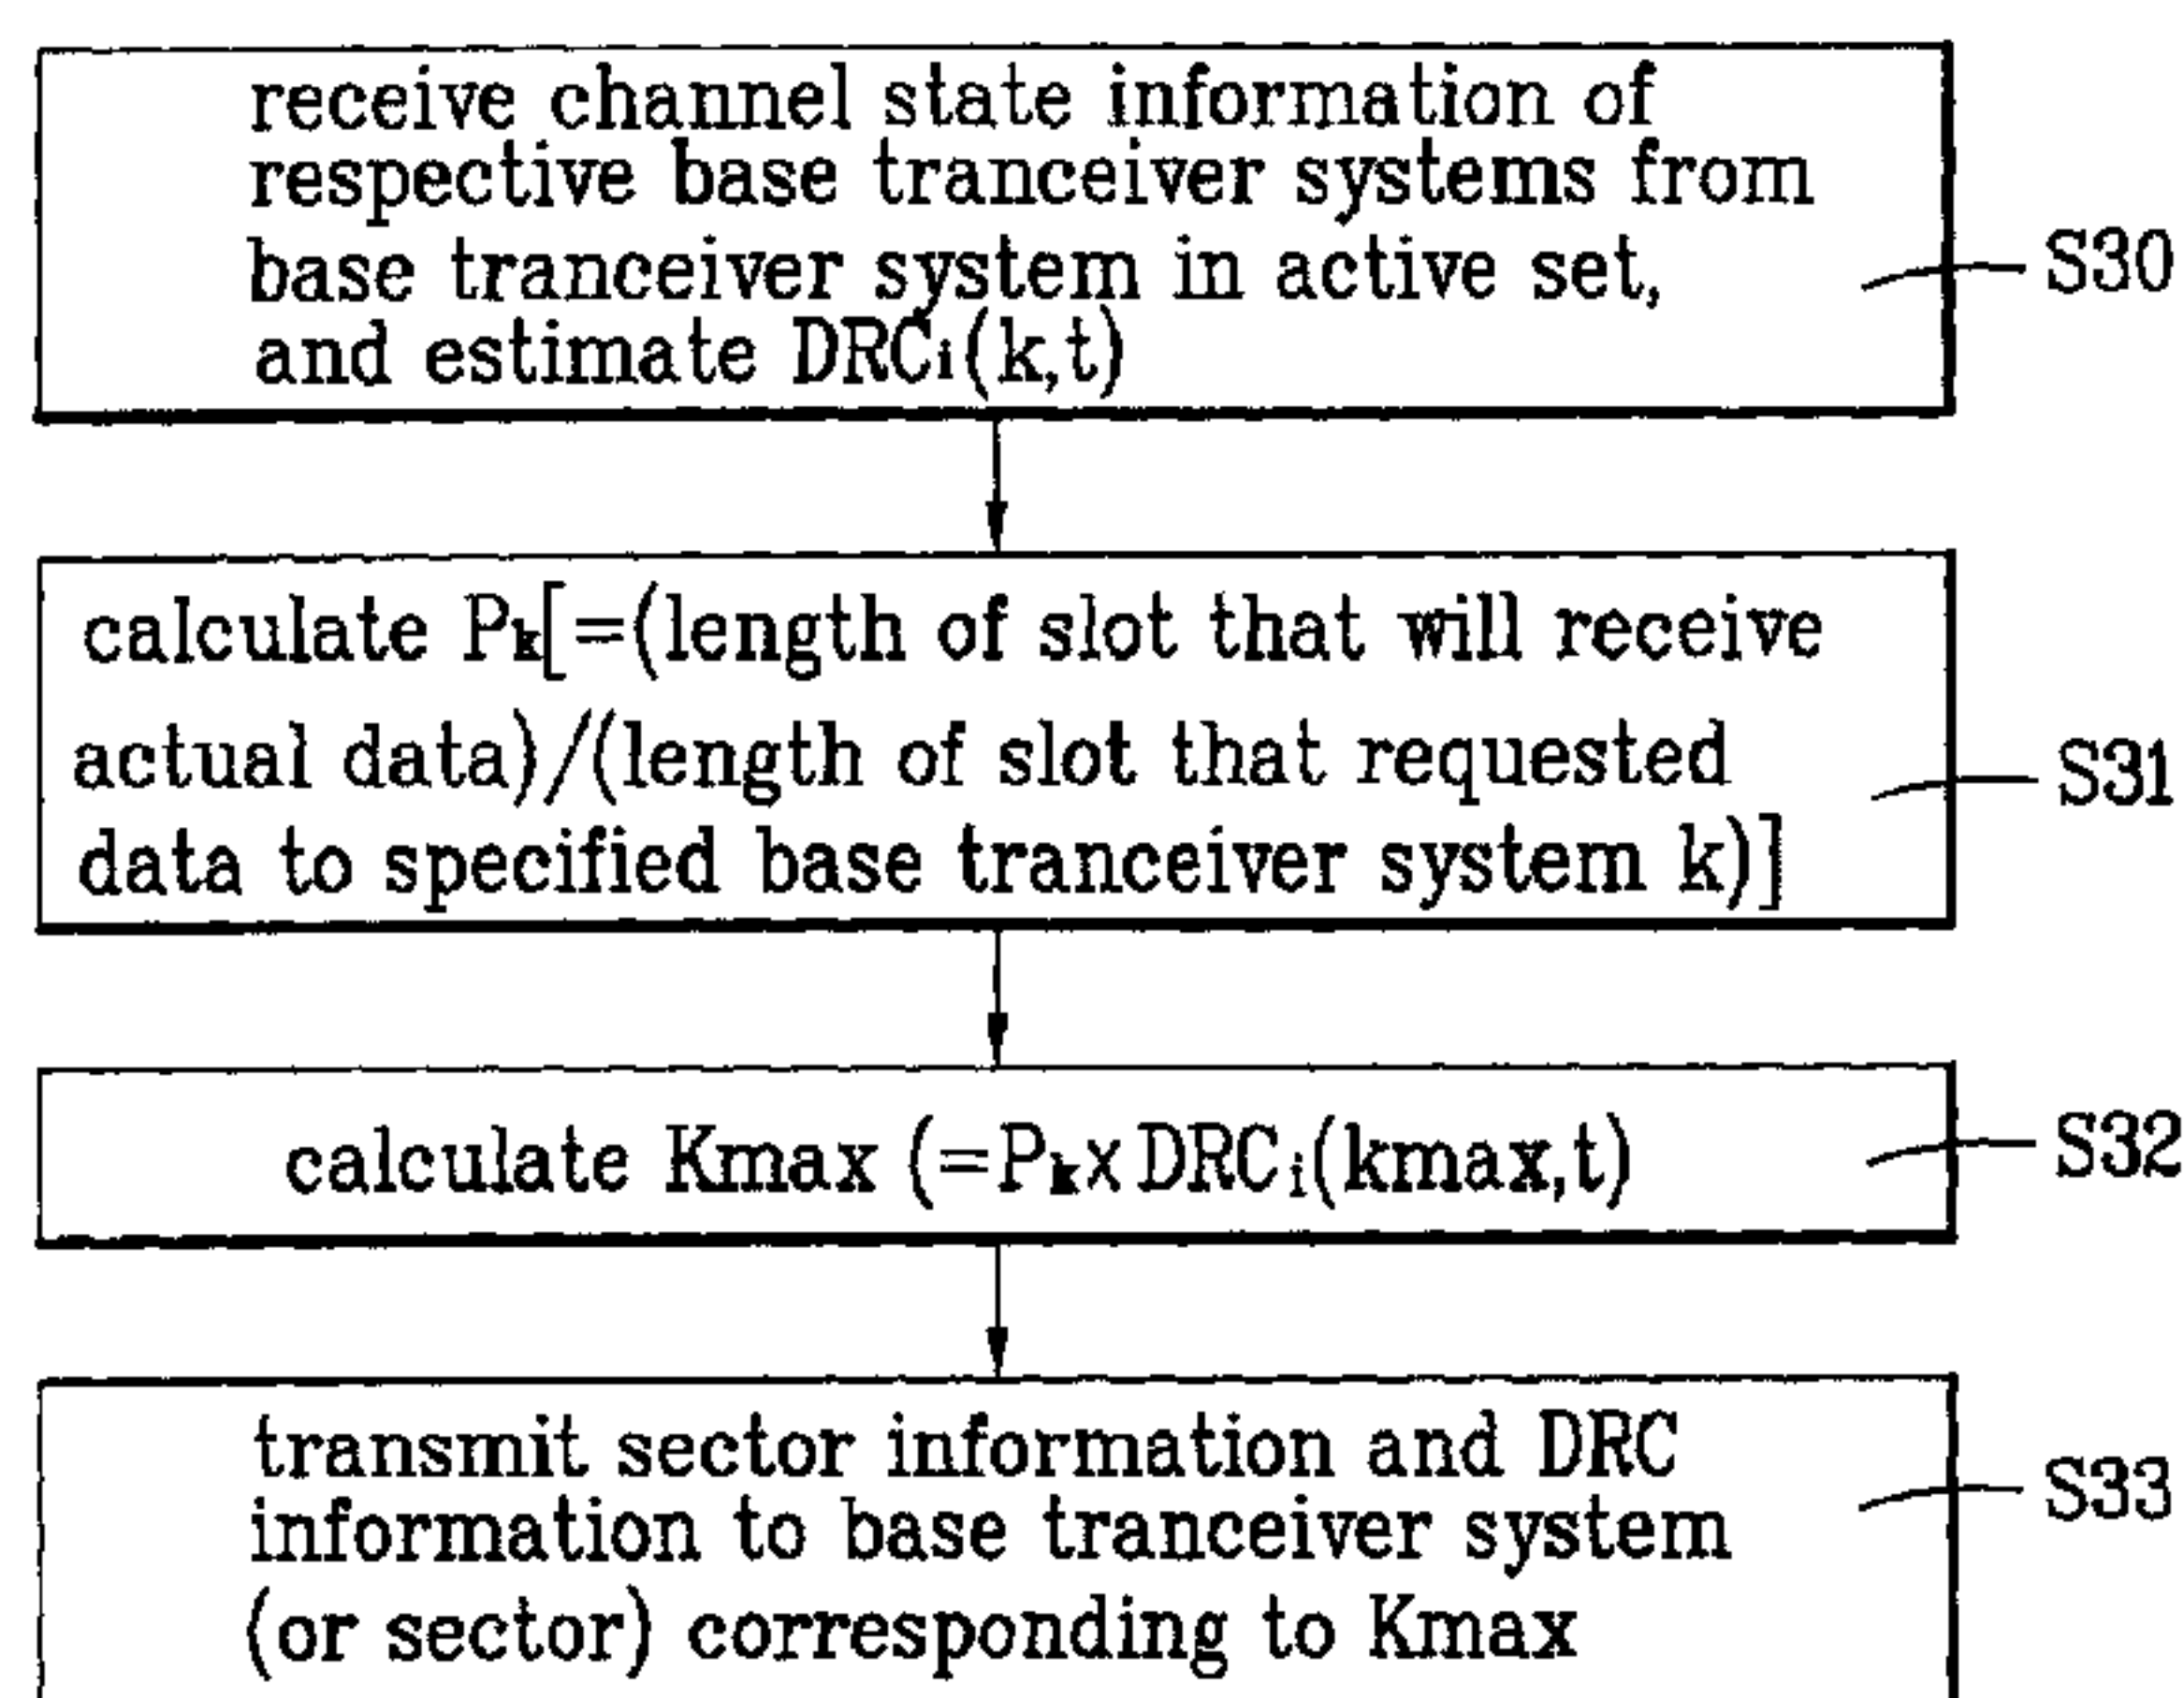 receive channel state information of
respective base tranceiver systems from
base tranceiver system in active set,
and estimate DRCi(k,t)
S30
calculate Pk[=(length of slot that will receive
actual data)/(length of slot that requested
data to specified base tranceiver system k)]
S31
calculate Kmax (=Pk x DRCi(kmax,t)
S32
transmit sector information and DRC
information to base tranceiver system
(or sector) corresponding to Kmax
S33